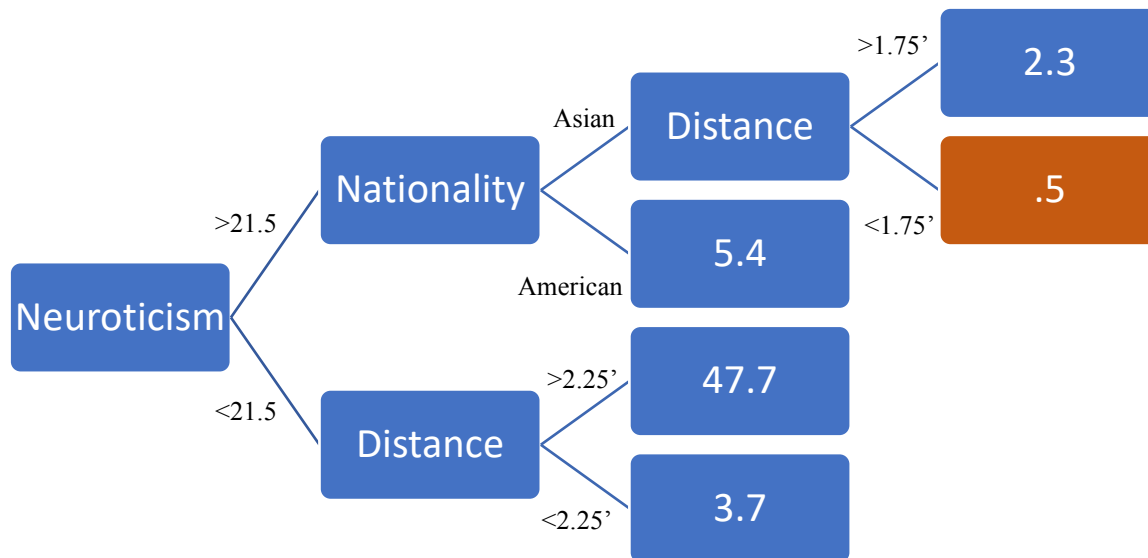 >1.75’
2.3
Asian
Distance
.5
Nationality
<1.75’
>21.5
5.4
American
Neuroticism
>2.25’
47.7
<21.5
Distance
3.7
<2.25’